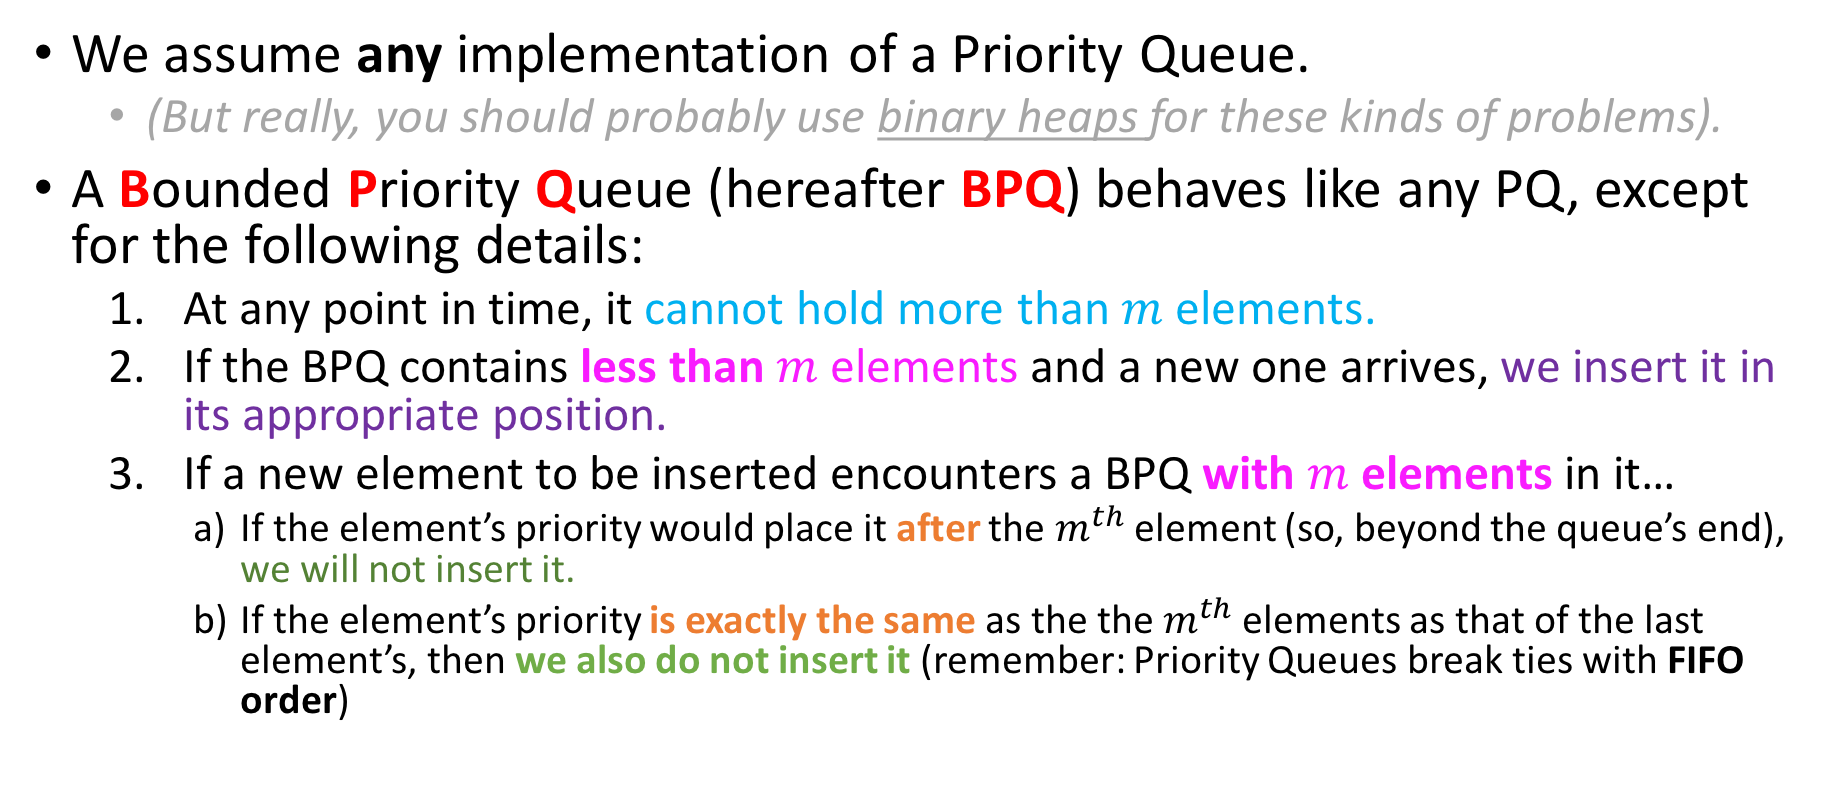 • We assume any implementation of a Priority Queue.
• (But really, you should probably use binary heaps for these kinds of problems).
• A Bounded Priority Queue (hereafter BPQ) behaves like any PQ, except
for the following details:
1. At any point in time, it cannot hold more than m elements.
2. If the BPQ contains less than m elements and a new one arrives, we insert it in
its appropriate position.
3. If a new element to be inserted encounters a BPQ with m elements in it…
a) If the element’s priority would place it after the mᵗʰ element (so, beyond the queue’s end),
we will not insert it.
b) If the element’s priority is exactly the same as the the mᵗʰ elements as that of the last
element’s, then we also do not insert it (remember: Priority Queues break ties with FIFO
order)